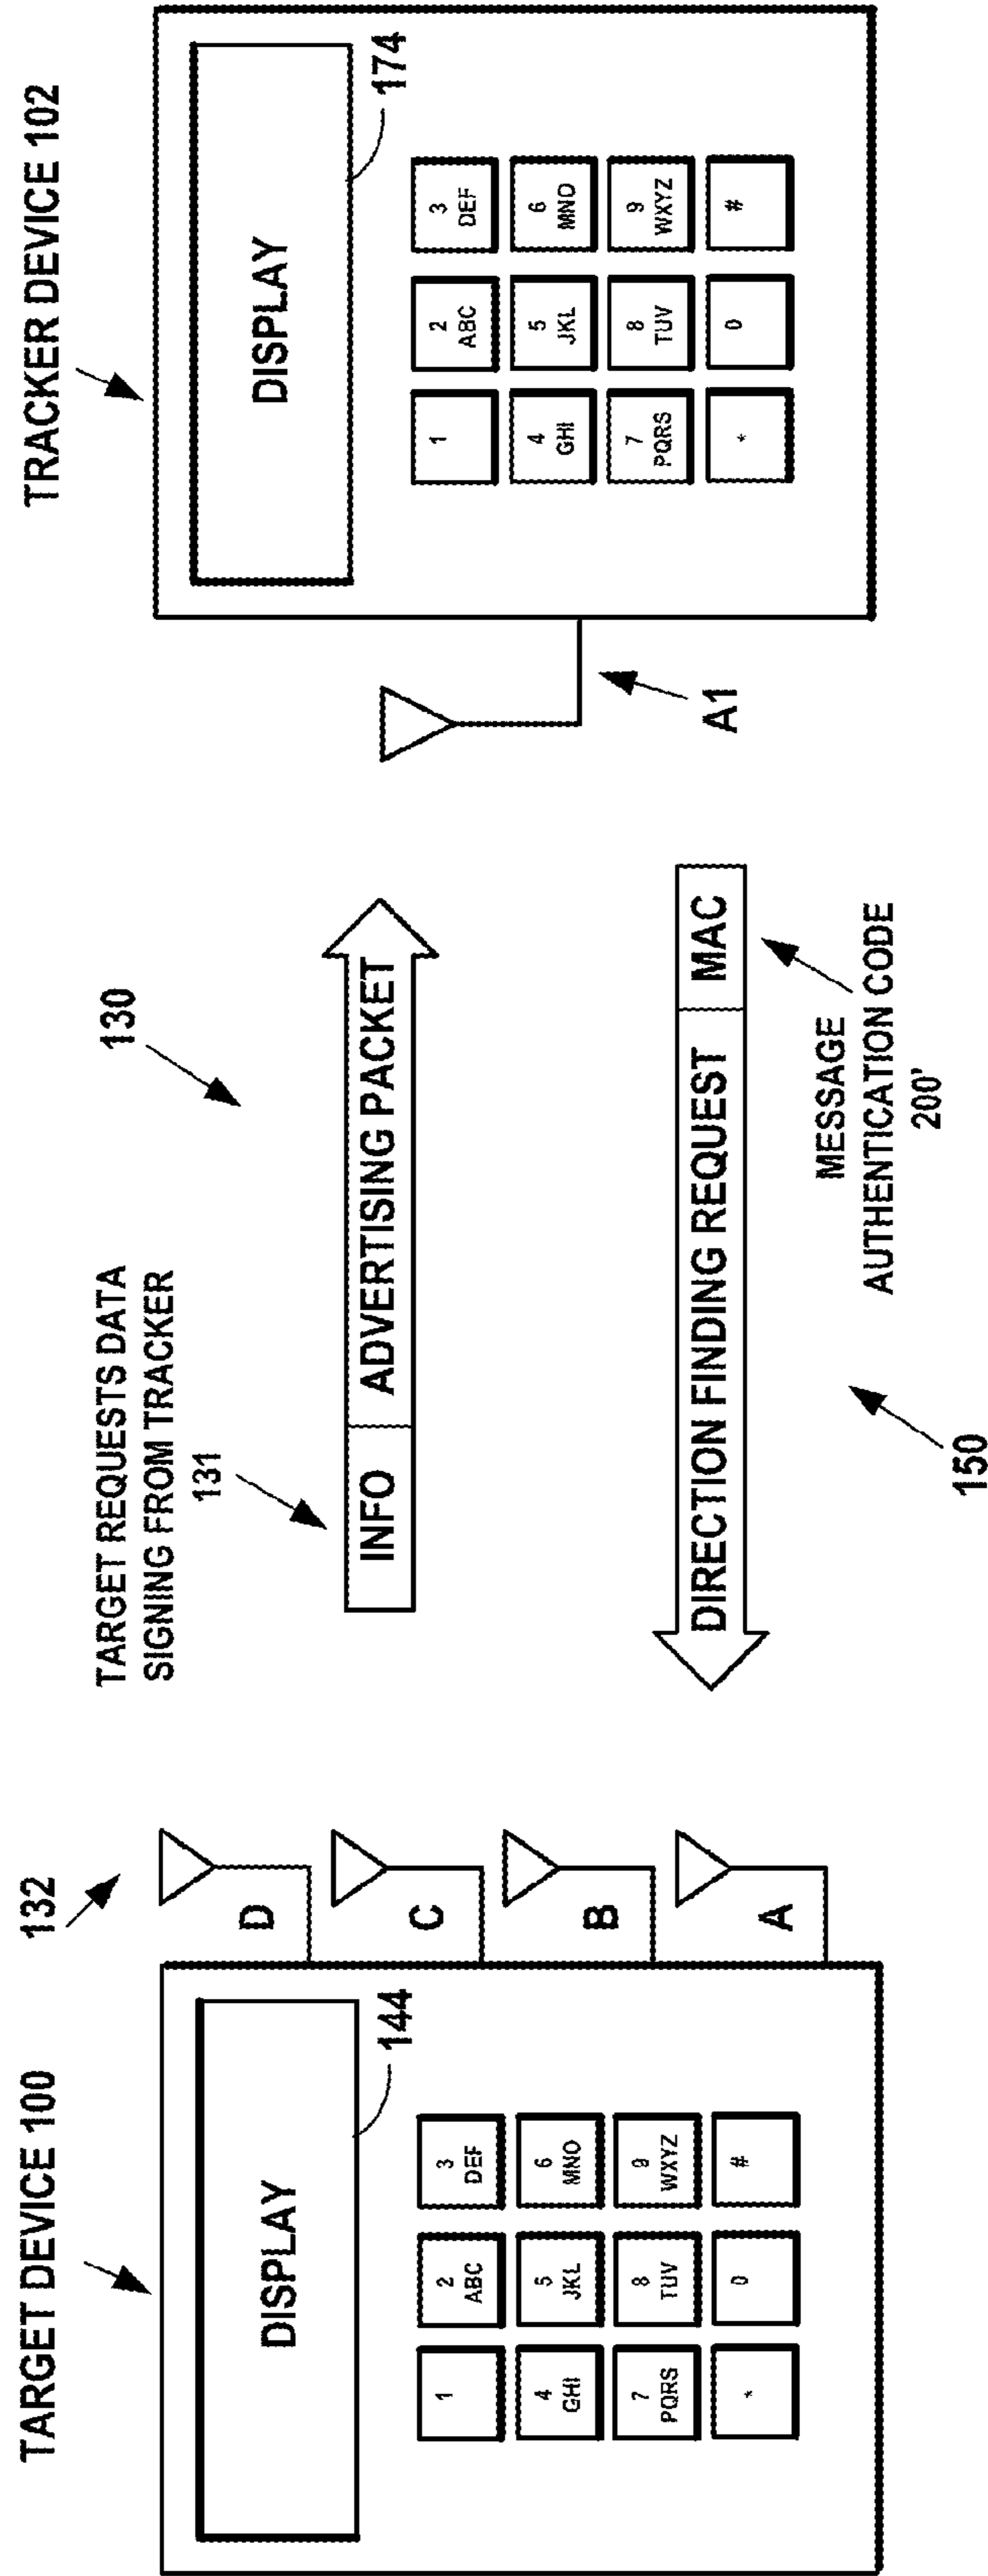 TARGET DEVICE 100
132
DISPLAY
144
1
2
ABC
3
DEF
4
GHI
5
JKL
6
MNO
7
PQRS
8
TUV
9
WXYZ
*
0
#
D
C
B
A
TARGET REQUESTS DATA
SIGNING FROM TRACKER
131
130
INFO
ADVERTISING PACKET
DIRECTION FINDING REQUEST
MAC
150
MESSAGE
AUTHENTICATION CODE
200'
TRACKER DEVICE 102
A1
DISPLAY
174
1
2
ABC
3
DEF
4
GHI
5
JKL
6
MNO
7
PQRS
8
TUV
9
WXYZ
*
0
#